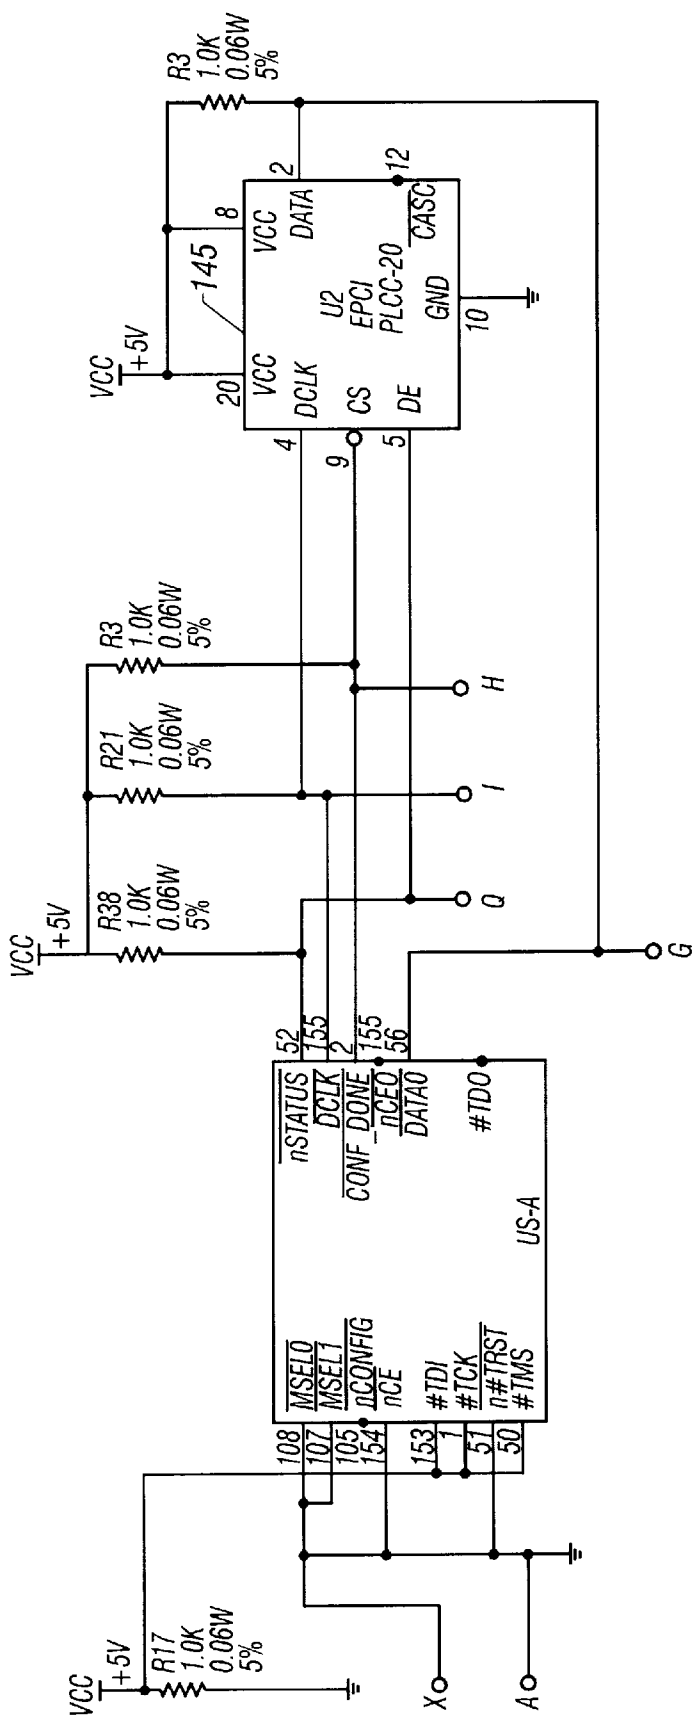 VCC
+5V
R17
1.0K
0.06W
5%
X
A
108
107
105
154
153
1
51
50
MSEL0
MSEL1
nCONFIG
nCE
#TDI
#TCK
n#TRST
#TMS
nSTATUS
DCLK
CONF_DONE
nCEO
DATA0
#TDO
US-A
52
155
2
155
56
VCC
+5V
R38
1.0K
0.06W
5%
R21
1.0K
0.06W
5%
R3
1.0K
0.06W
5%
Q
I
H
G
VCC
+5V
20
8
145
VCC
VCC
4
DCLK
2
DATA
9
CS
5
DE
U2
EPCI
PLCC-20
GND
10
CASC
12
R3
1.0K
0.06W
5%